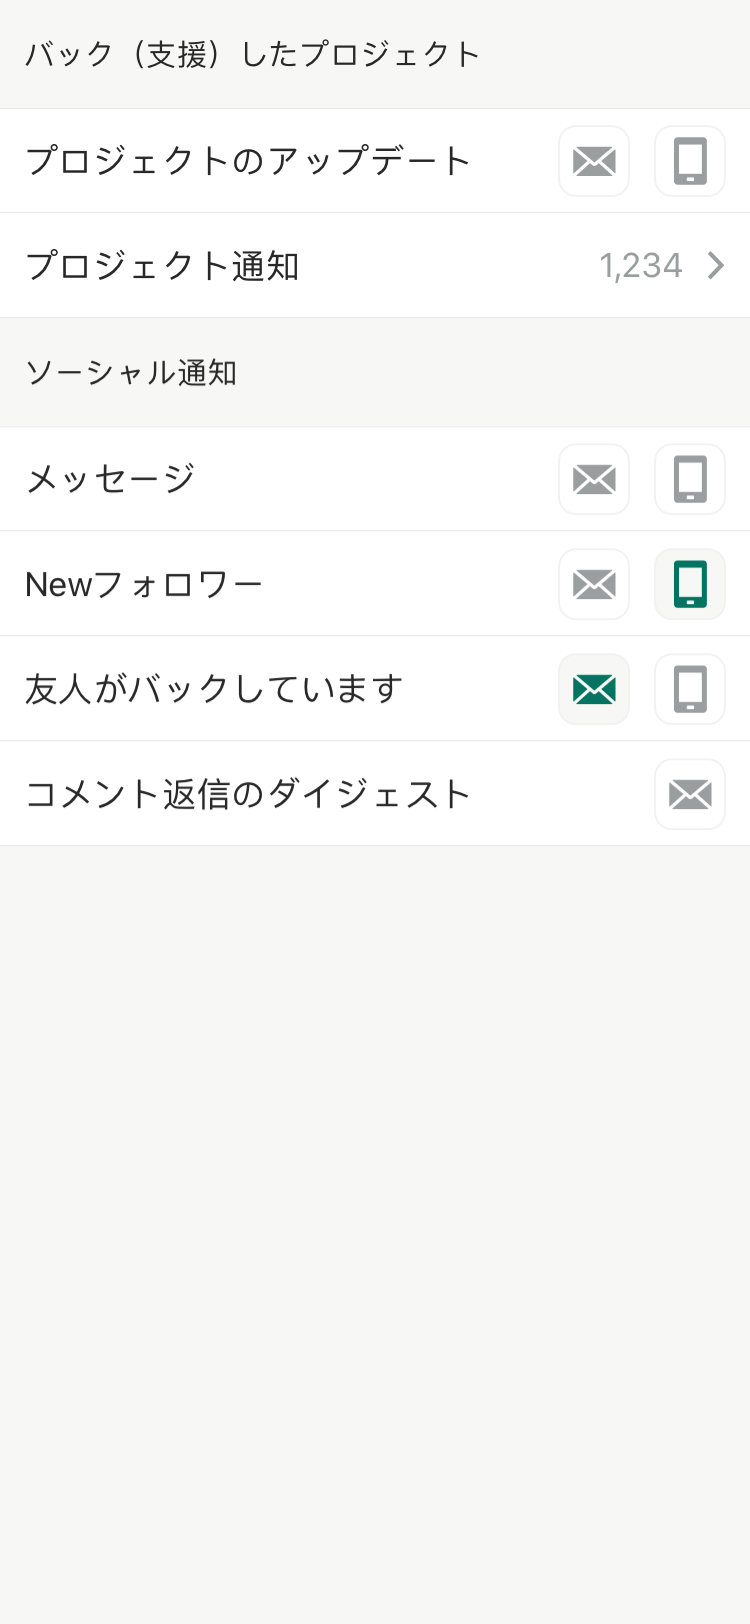 バック（支援）したプロジェクト
プロジェクトのアップデート
プロジェクト通知 1,234
ソーシャル通知
メッセージ
Newフォロワー
友人がバックしています
コメント返信のダイジェスト